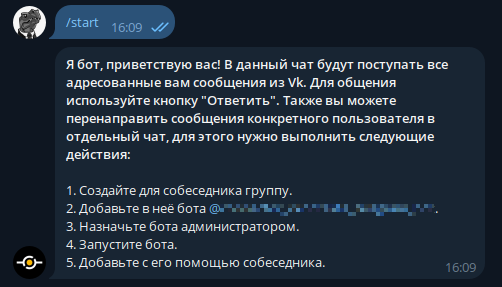 /start
16:09
Я бот, приветствую вас! В данный чат будут поступать все
адресованные вам сообщения из Vk. Для общения
используйте кнопку "Ответить". Также вы можете
перенаправить сообщения конкретного пользователя в
отдельный чат, для этого нужно выполнить следующие
действия:
1. Создайте для собеседника группу.
2. Добавьте в неё бота @
3. Назначьте бота администратором.
4. Запустите бота.
5. Добавьте с его помощью собеседника.
16:09